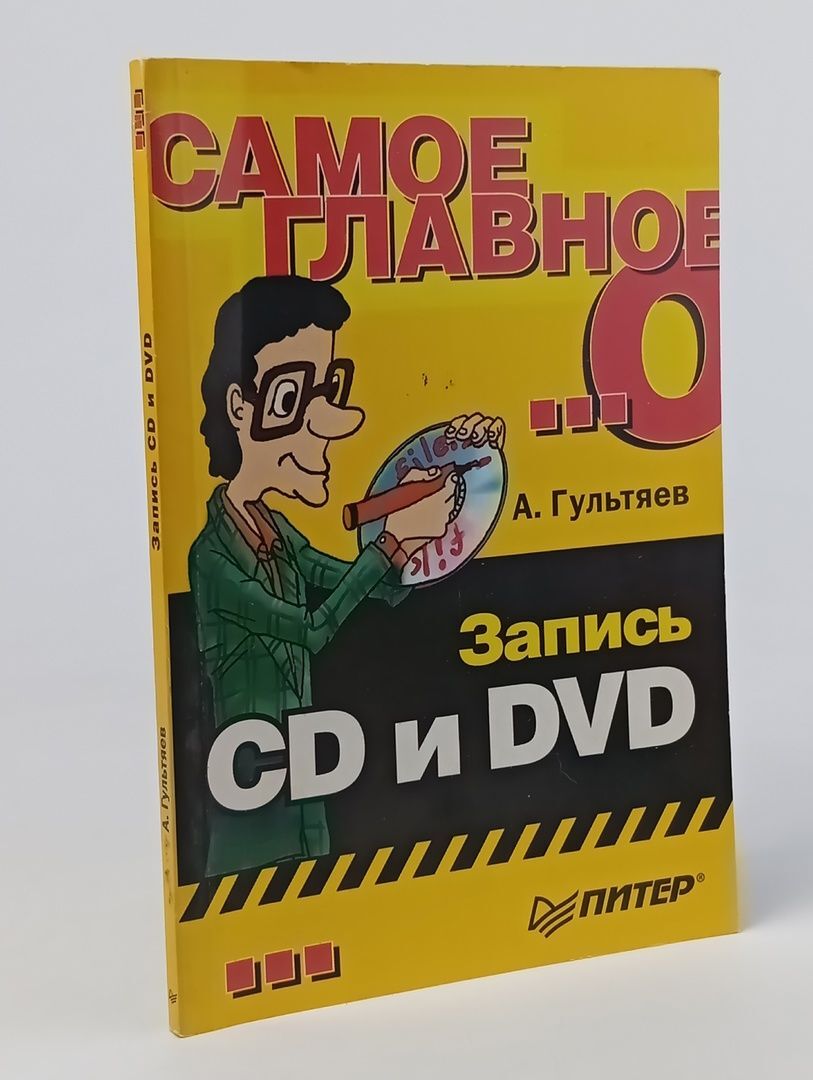 САМОЕ
ГЛАВНОЕ
...О
А. Гультяев
Запись
CD и DVD
ПИТЕР®
Запись CD и DVD
А. Гультяев